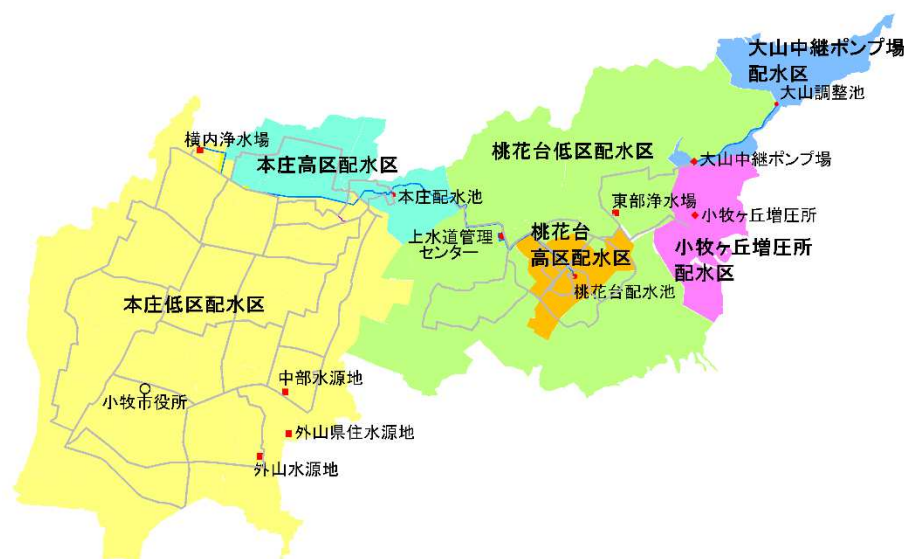 大山中継ポンプ場
配水区
大山調整池
横内浄水場
本庄高区配水区
桃花台低区配水区
大山中継ポンプ場
本庄配水池
東部浄水場
小牧ヶ丘増圧所
上水道管理
センター
桃花台
高区配水区
小牧ヶ丘増圧所
配水区
桃花台配水池
本庄低区配水区
中部水源地
小牧市役所
外山県住水源地
外山水源地